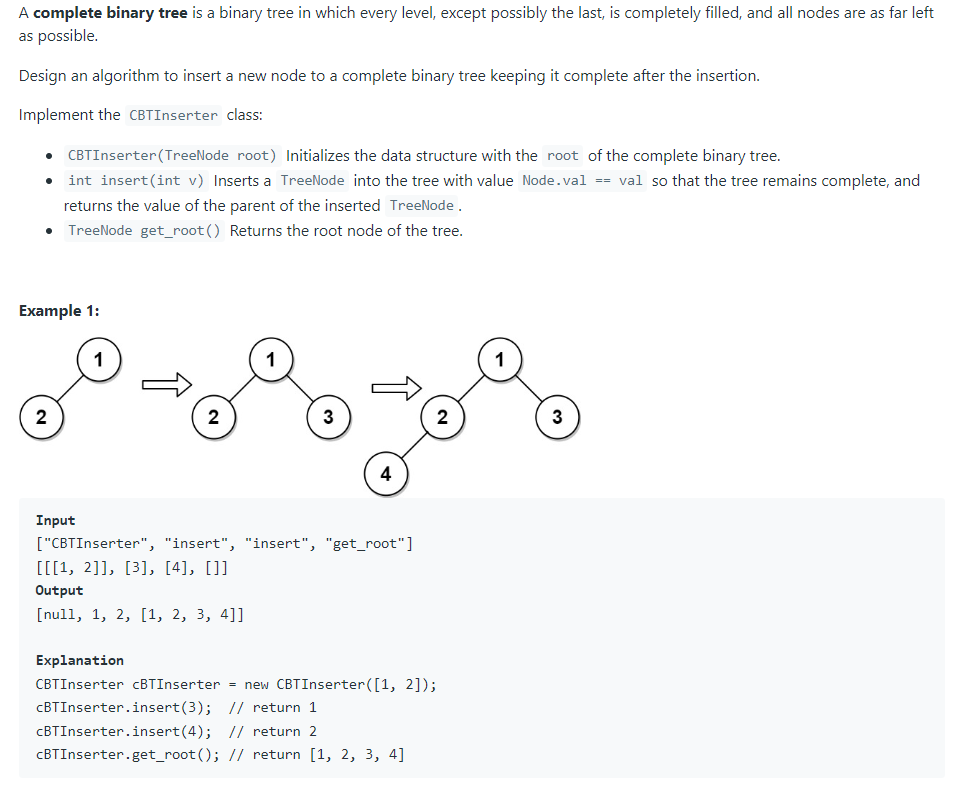 A complete binary tree is a binary tree in which every level, except possibly the last, is completely filled, and all nodes are as far left
as possible.
Design an algorithm to insert a new node to a complete binary tree keeping it complete after the insertion.
Implement the CBTInserter class:
• CBTInserter(TreeNode root) Initializes the data structure with the root of the complete binary tree.
• int insert(int v) Inserts a TreeNode into the tree with value Node.val == val so that the tree remains complete, and
returns the value of the parent of the inserted TreeNode.
• TreeNode get_root() Returns the root node of the tree.
Example 1:
1 1 1
2 2 3 2 3
4
Input
["CBTInserter", "insert", "insert", "get_root"]
[[[1, 2]], [3], [4], []]
Output
[null, 1, 2, [1, 2, 3, 4]]
Explanation
CBTInserter cBTInserter = new CBTInserter([1, 2]);
cBTInserter.insert(3);  // return 1
cBTInserter.insert(4);  // return 2
cBTInserter.get_root(); // return [1, 2, 3, 4]